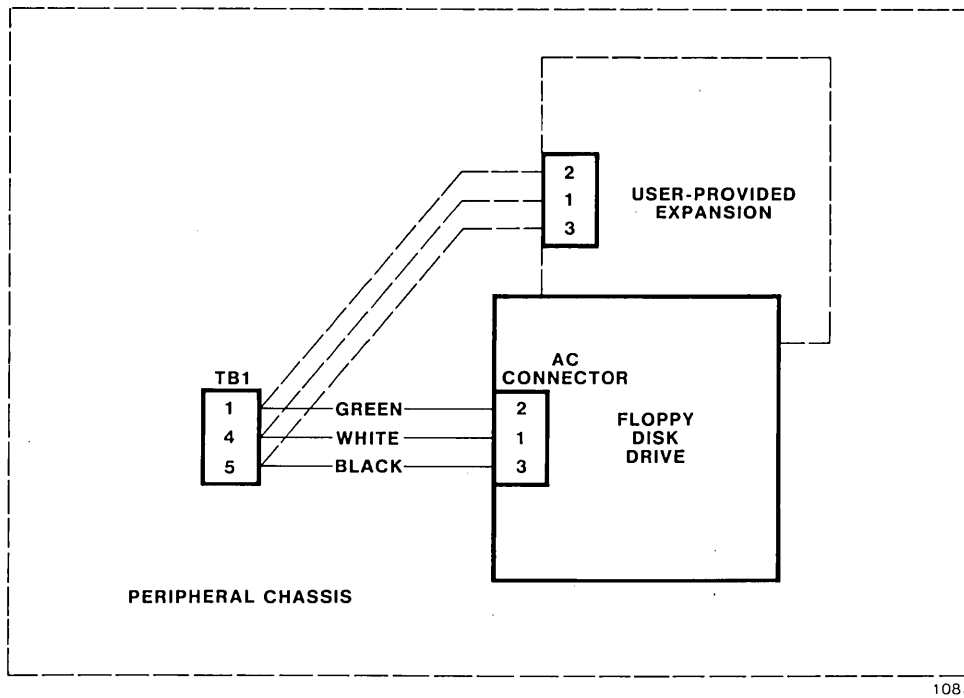 2
1
3
USER-PROVIDED
EXPANSION
TB1
1
4
5
GREEN
WHITE
BLACK
AC
CONNECTOR
2
1
3
FLOPPY
DISK
DRIVE
PERIPHERAL CHASSIS
108